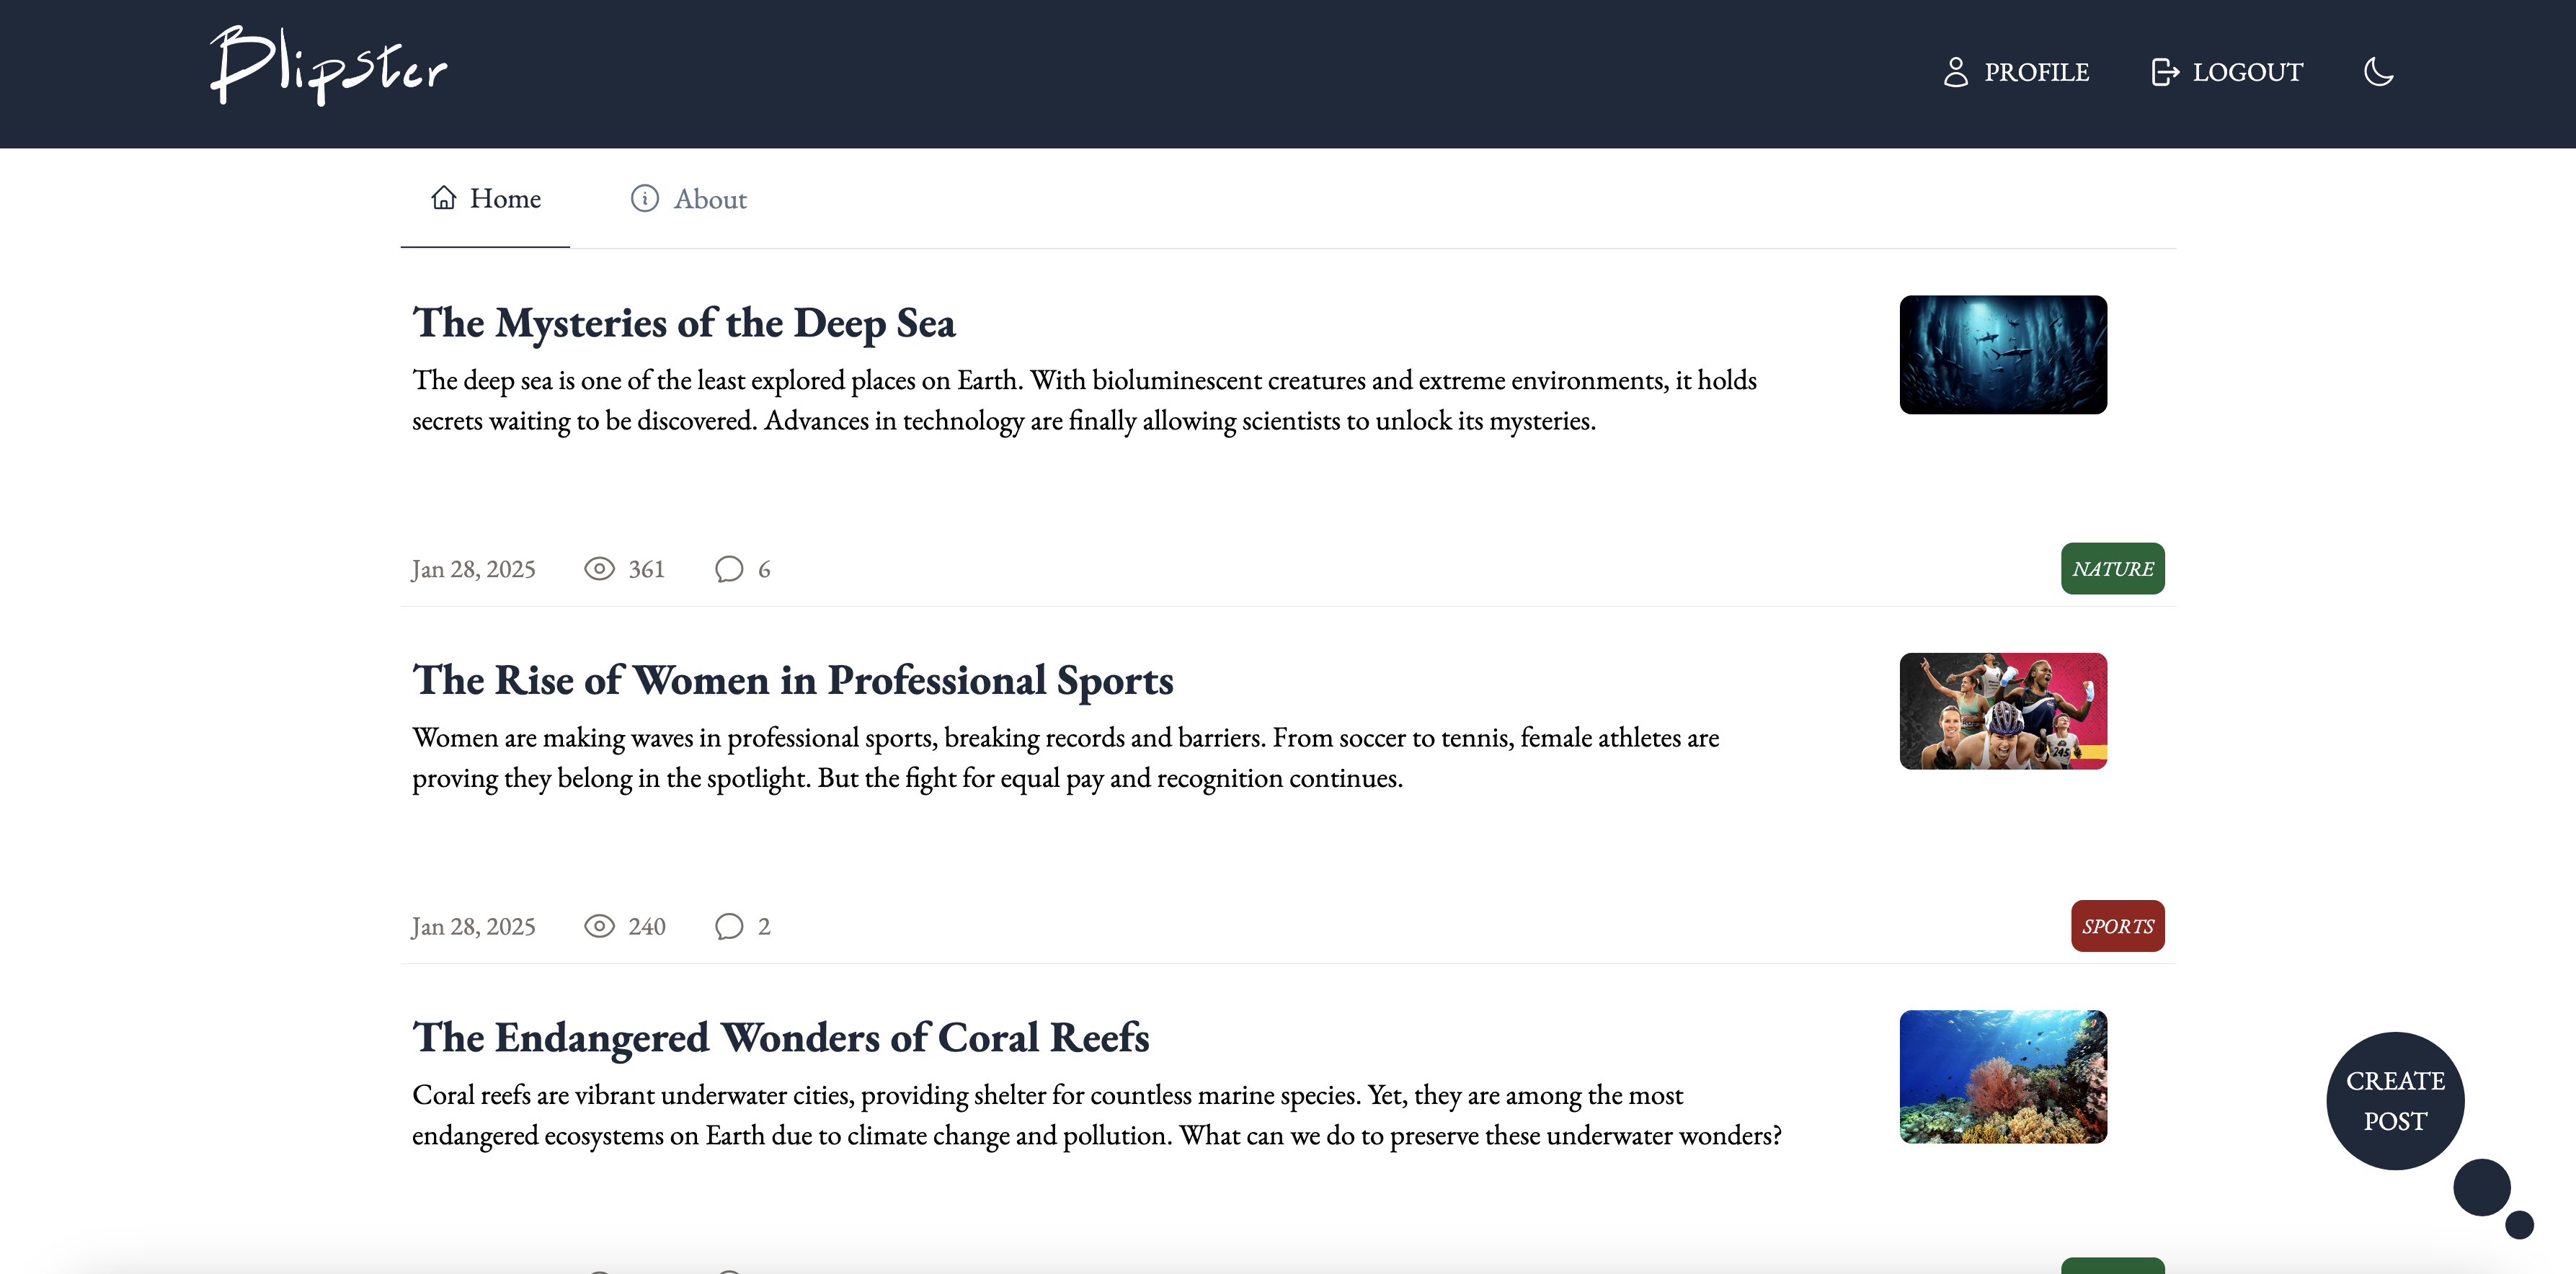 Blipster
PROFILE
LOGOUT
Home
About
The Mysteries of the Deep Sea
The deep sea is one of the least explored places on Earth. With bioluminescent creatures and extreme environments, it holds
secrets waiting to be discovered. Advances in technology are finally allowing scientists to unlock its mysteries.
Jan 28, 2025 361 6
NATURE
The Rise of Women in Professional Sports
Women are making waves in professional sports, breaking records and barriers. From soccer to tennis, female athletes are
proving they belong in the spotlight. But the fight for equal pay and recognition continues.
245
Jan 28, 2025 240 2
SPORTS
The Endangered Wonders of Coral Reefs
Coral reefs are vibrant underwater cities, providing shelter for countless marine species. Yet, they are among the most
endangered ecosystems on Earth due to climate change and pollution. What can we do to preserve these underwater wonders?
CREATE
POST